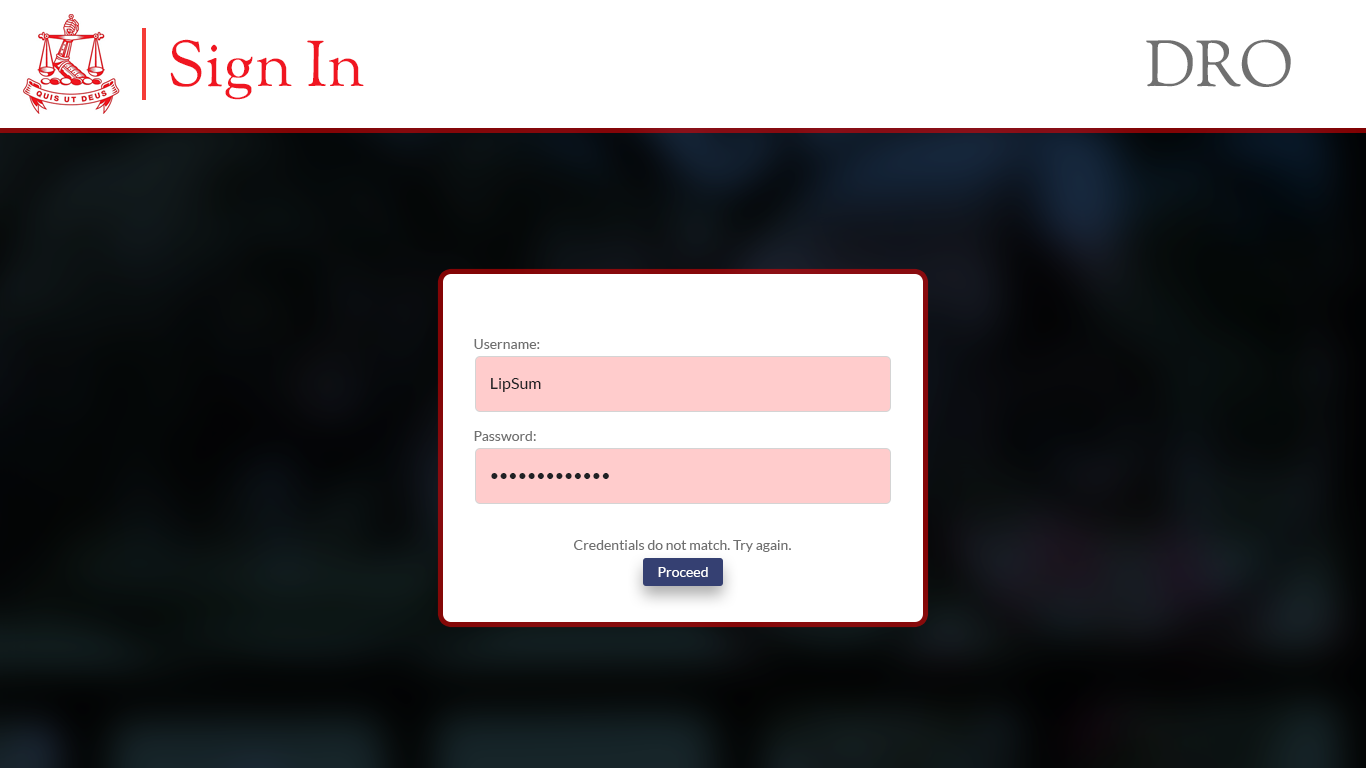 Sign In
DRO
QUIS UT DEUS
Username:
LipSum
Password:
•••••••••••••
Credentials do not match. Try again.
Proceed